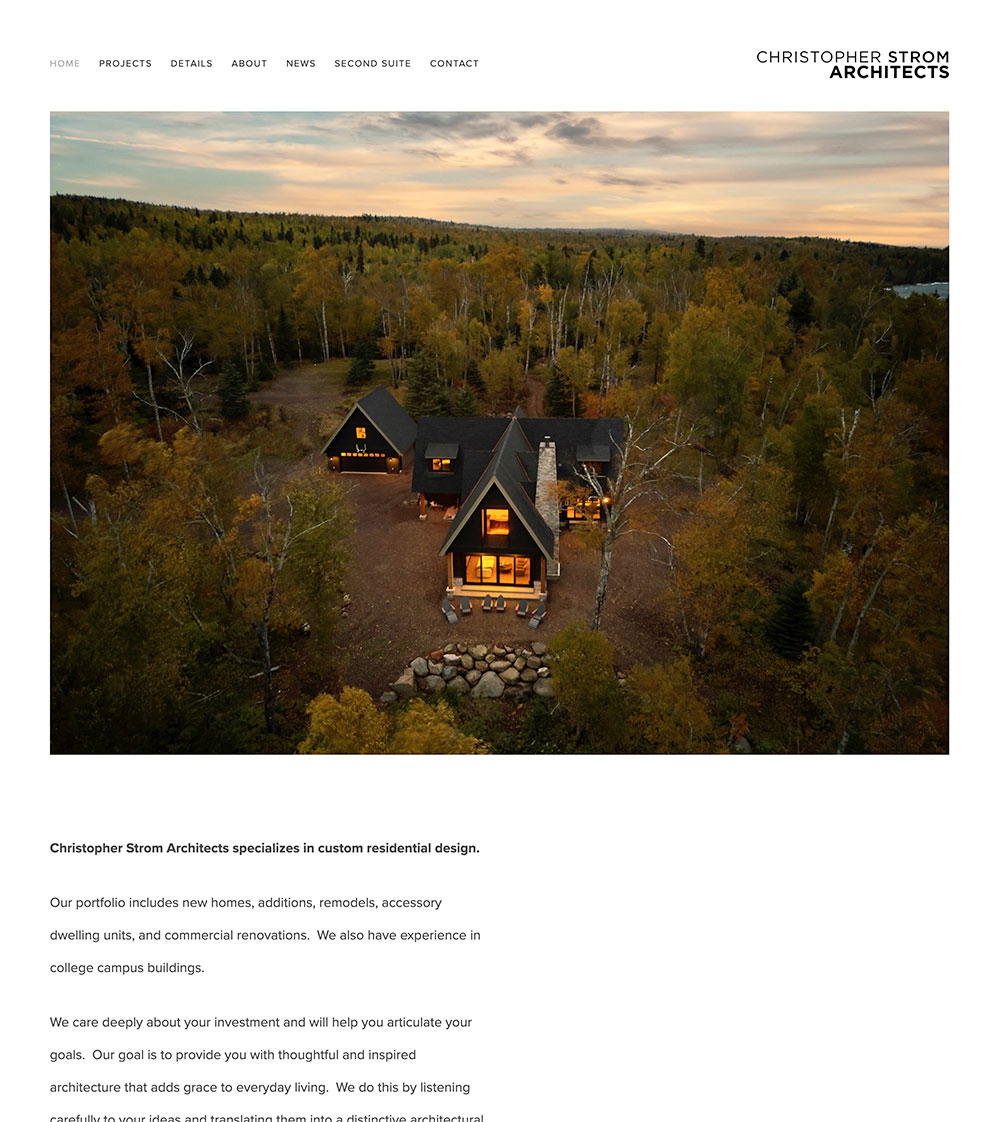 HOME PROJECTS DETAILS ABOUT NEWS SECOND SUITE CONTACT
CHRISTOPHER STROM
ARCHITECTS
Christopher Strom Architects specializes in custom residential design.
Our portfolio includes new homes, additions, remodels, accessory
dwelling units, and commercial renovations.  We also have experience in
college campus buildings.
We care deeply about your investment and will help you articulate your
goals.  Our goal is to provide you with thoughtful and inspired
architecture that adds grace to everyday living.  We do this by listening
carefully to your ideas and translating them into a distinctive architectural